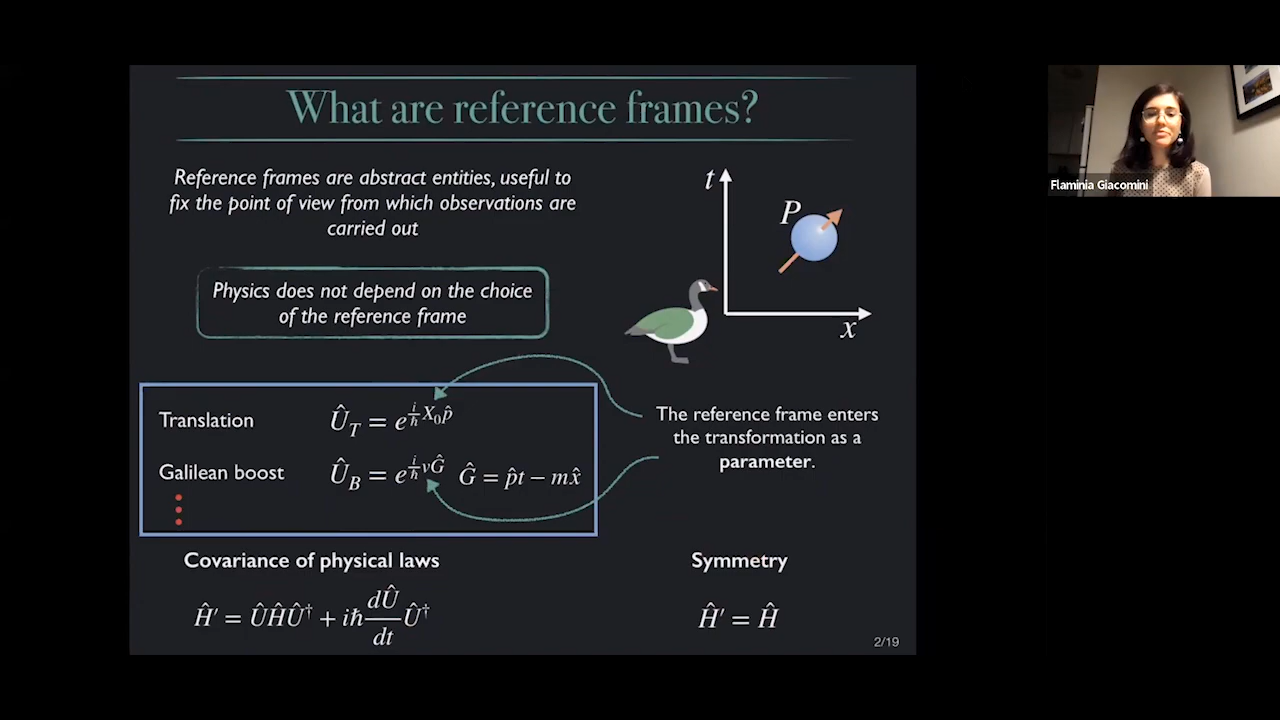 What are reference frames?
Reference frames are abstract entities, useful to
fix the point of view from which observations are
carried out
Physics does not depend on the choice
of the reference frame
t
P
x
Translation
Û_T = e^{i/ħ X₀p̂}
Galilean boost
Û_B = e^{i/ħ vĜ} Ĝ = p̂t − mx̂
The reference frame enters
the transformation as a
parameter.
Covariance of physical laws
Ĥ′ = ÛĤÛ† + iħ dÛ/dt Û†
Symmetry
Ĥ′ = Ĥ
2/19
Flaminia Giacomini